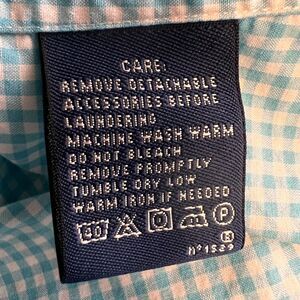 CARE:
REMOVE DETACHABLE
ACCESSORIES BEFORE
LAUNDERING
MACHINE WASH WARM
DO NOT BLEACH
REMOVE PROMPTLY
TUMBLE DRY LOW
WARM IRON IF NEEDED
40 P
N°1539